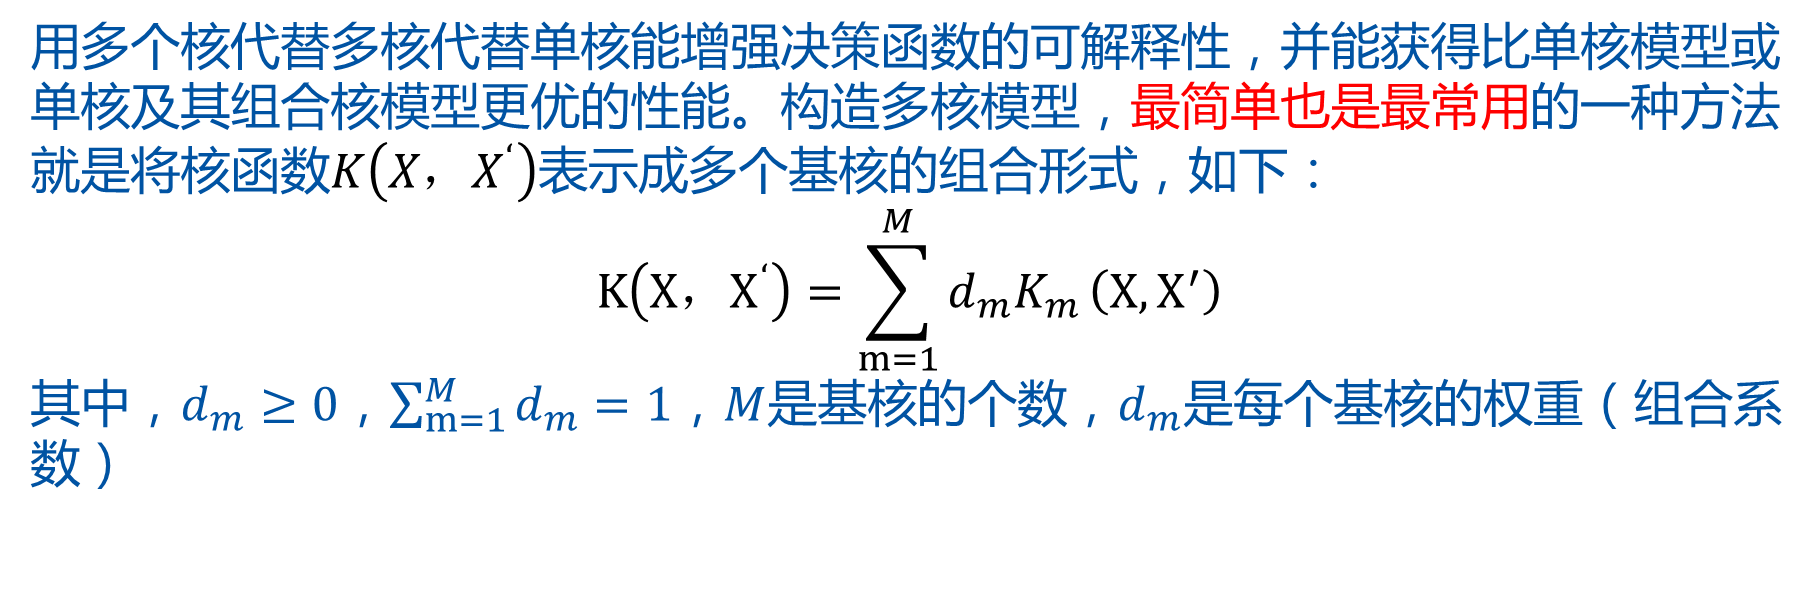 用多个核代替多核代替单核能增强决策函数的可解释性，并能获得比单核模型或
单核及其组合核模型更优的性能。构造多核模型，最简单也是最常用的一种方法
就是将核函数K(X，X‘)表示成多个基核的组合形式，如下：
K(X，X‘) = ∑_{m=1}^{M} d_m K_m (X, X′)
其中，d_m ≥ 0，∑_{m=1}^{M} d_m = 1，M是基核的个数，d_m是每个基核的权重（组合系
数）